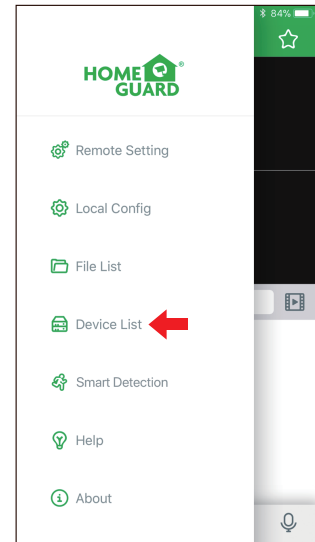 84%
HOME ®
GUARD
Remote Setting
Local Config
File List
Device List
Smart Detection
Help
About